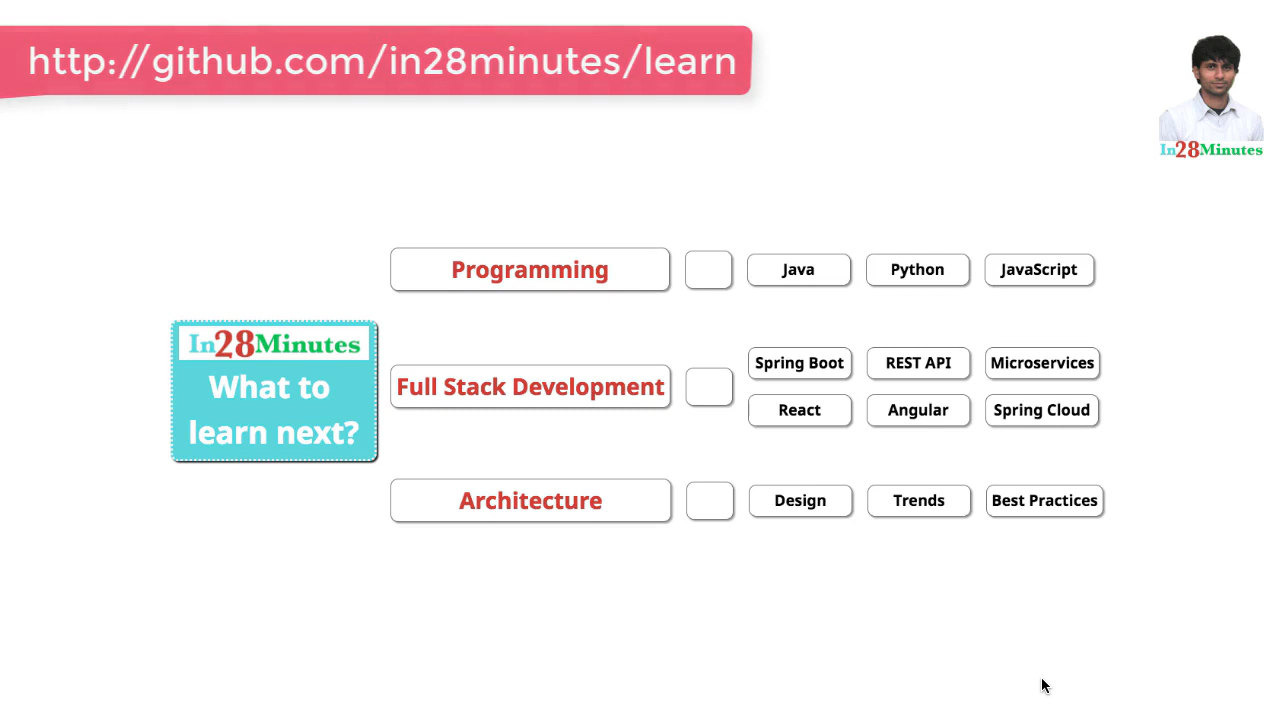 http://github.com/in28minutes/learn
In28Minutes
Programming
Java
Python
JavaScript
In28Minutes
What to
learn next?
Full Stack Development
Spring Boot
REST API
Microservices
React
Angular
Spring Cloud
Architecture
Design
Trends
Best Practices